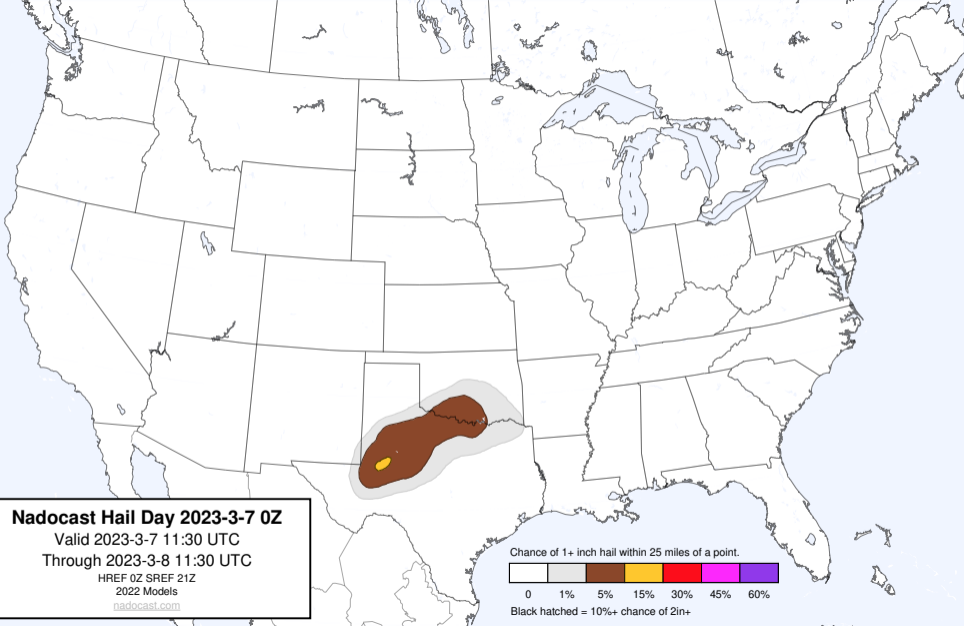 Nadocast Hail Day 2023-3-7 0Z
Valid 2023-3-7 11:30 UTC
Through 2023-3-8 11:30 UTC
HREF 0Z SREF 21Z
2022 Models
nadocast.com
Chance of 1+ inch hail within 25 miles of a point.
0 1% 5% 15% 30% 45% 60%
Black hatched = 10%+ chance of 2in+